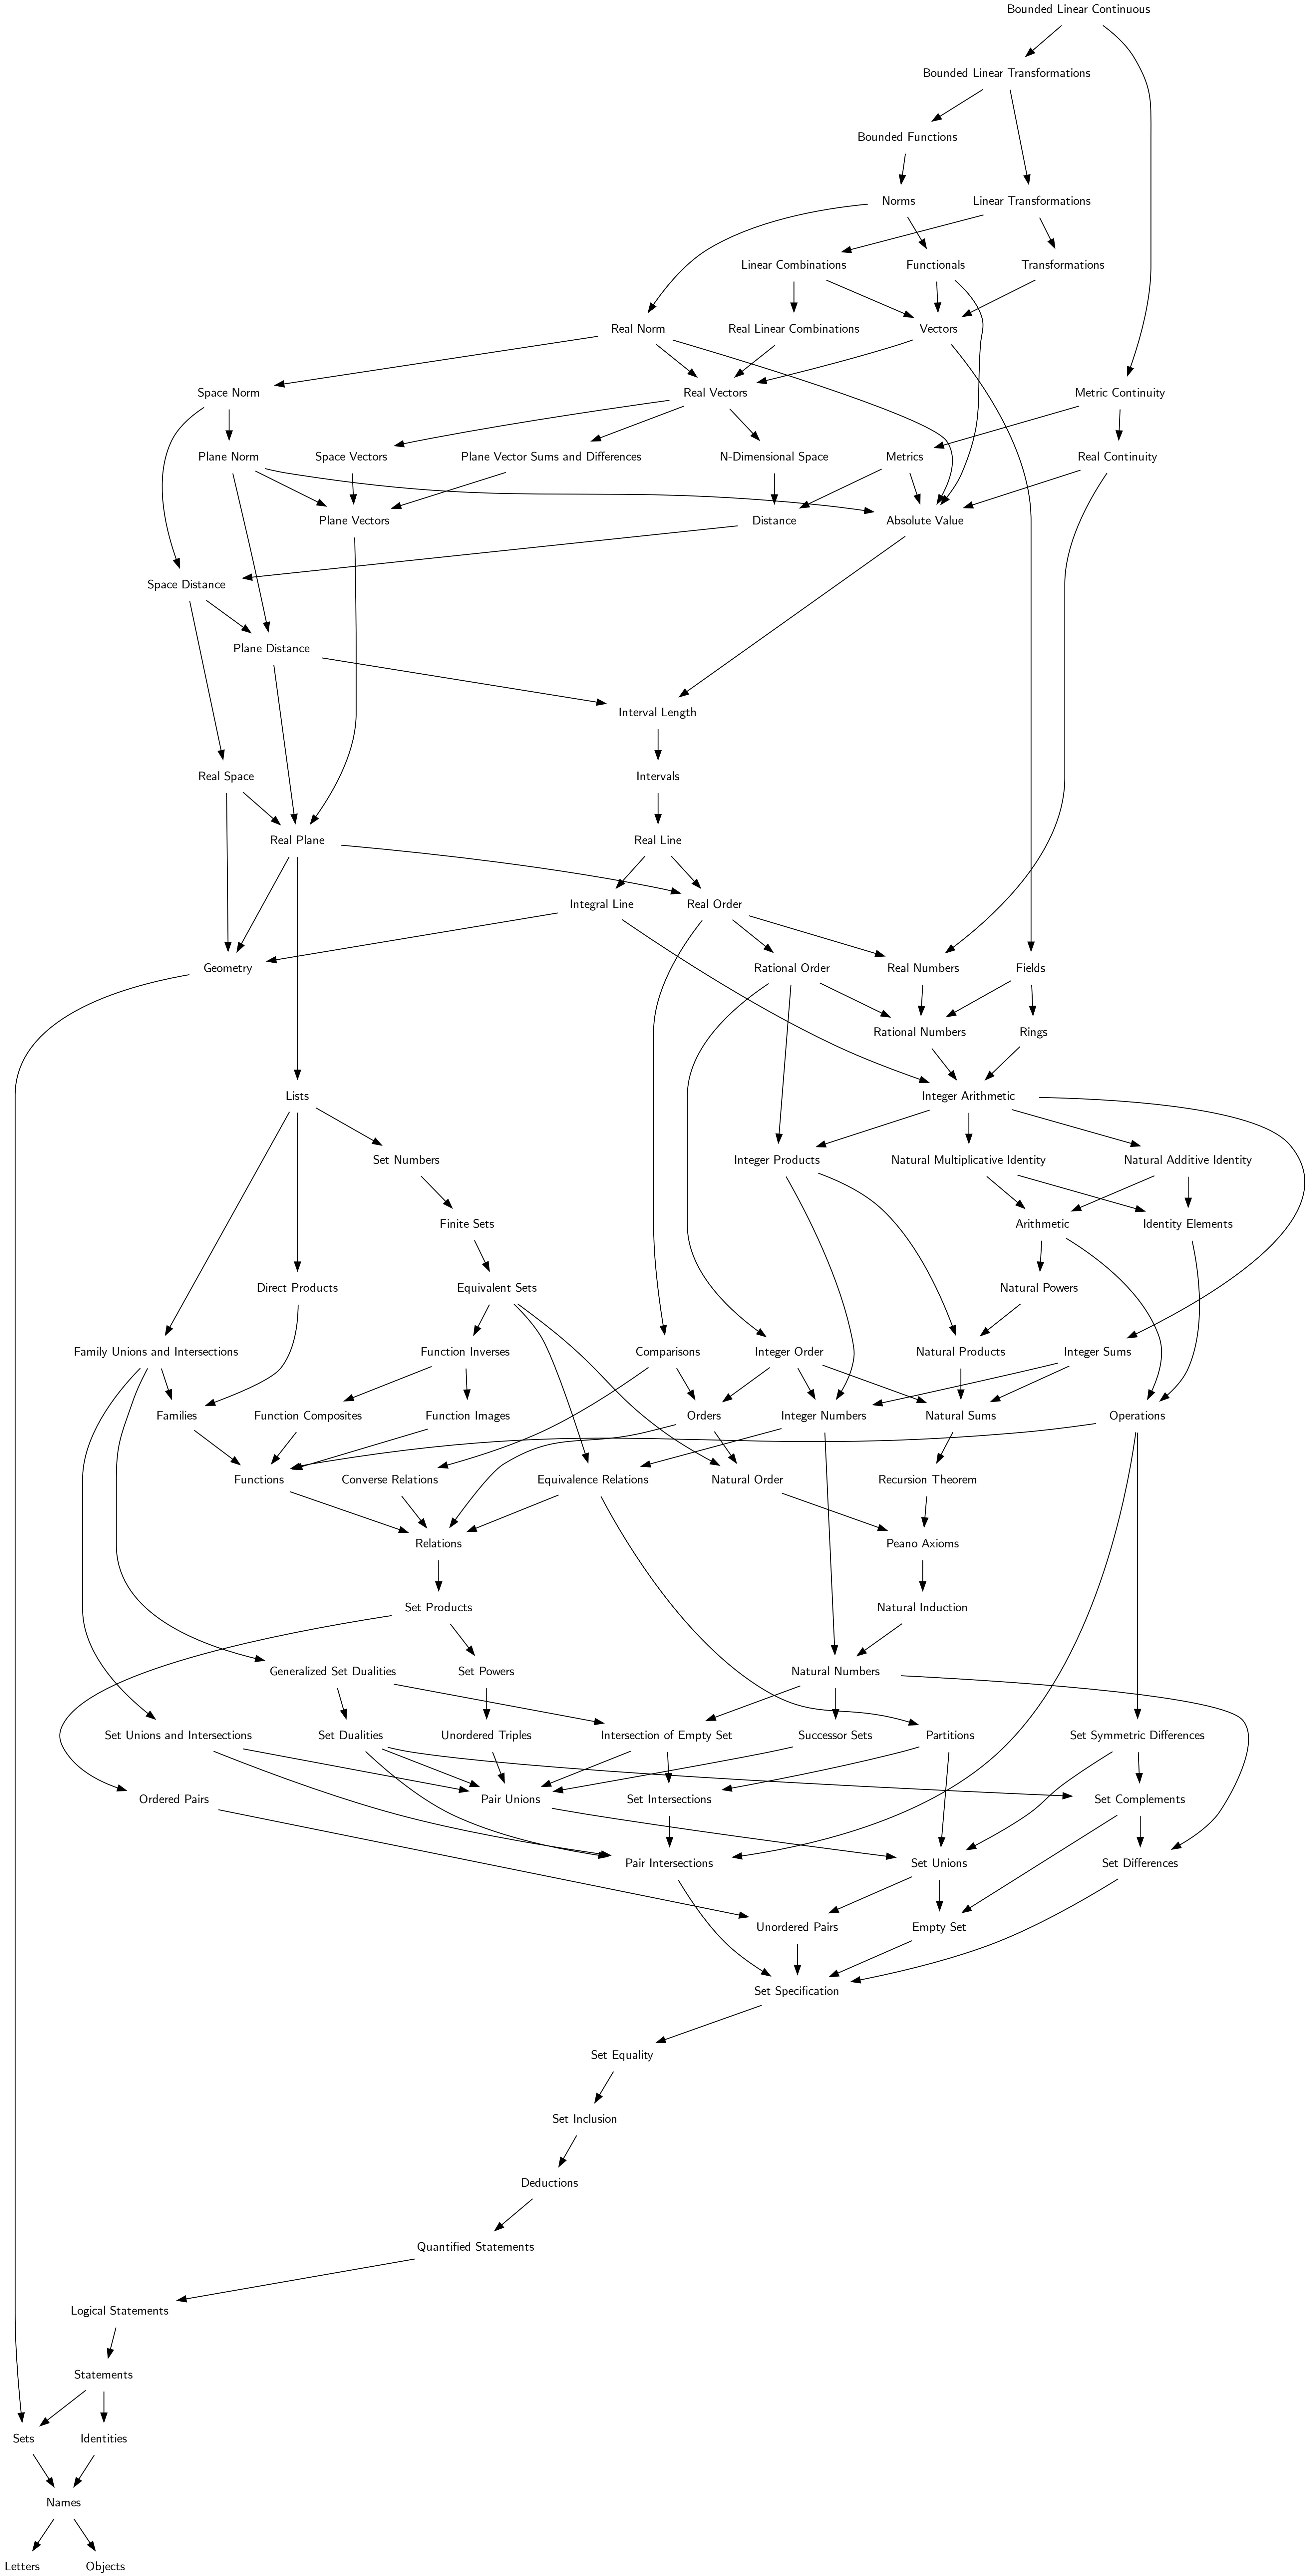 Bounded Linear Continuous
Bounded Linear Transformations
Bounded Functions
Norms
Linear Transformations
Linear Combinations
Functionals
Transformations
Real Norm
Real Linear Combinations
Vectors
Space Norm
Real Vectors
Metric Continuity
Plane Norm
Space Vectors
Plane Vector Sums and Differences
N-Dimensional Space
Metrics
Real Continuity
Plane Vectors
Distance
Absolute Value
Space Distance
Plane Distance
Interval Length
Real Space
Intervals
Real Plane
Real Line
Integral Line
Real Order
Geometry
Rational Order
Real Numbers
Fields
Rational Numbers
Rings
Lists
Integer Arithmetic
Set Numbers
Integer Products
Natural Multiplicative Identity
Natural Additive Identity
Finite Sets
Arithmetic
Identity Elements
Direct Products
Equivalent Sets
Natural Powers
Family Unions and Intersections
Function Inverses
Comparisons
Integer Order
Natural Products
Integer Sums
Families
Function Composites
Function Images
Orders
Integer Numbers
Natural Sums
Operations
Functions
Converse Relations
Equivalence Relations
Natural Order
Recursion Theorem
Relations
Peano Axioms
Set Products
Natural Induction
Generalized Set Dualities
Set Powers
Natural Numbers
Set Unions and Intersections
Set Dualities
Unordered Triples
Intersection of Empty Set
Successor Sets
Partitions
Set Symmetric Differences
Ordered Pairs
Pair Unions
Set Intersections
Set Complements
Pair Intersections
Set Unions
Set Differences
Unordered Pairs
Empty Set
Set Specification
Set Equality
Set Inclusion
Deductions
Quantified Statements
Logical Statements
Statements
Sets
Identities
Names
Letters
Objects